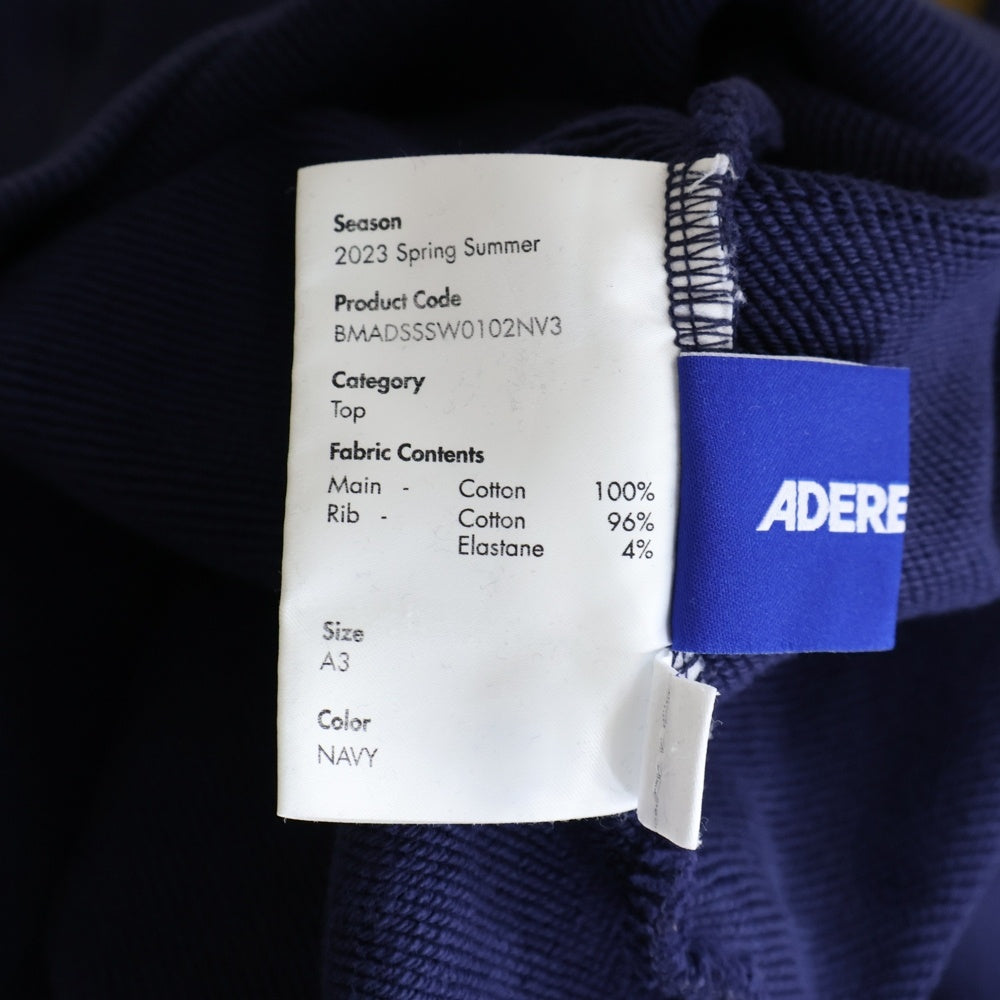 Season
2023 Spring Summer
Product Code
BMADSSSW0102NV3
Category
Top
Fabric Contents
Main - Cotton 100%
Rib - Cotton 96%
Elastane 4%
Size
A3
Color
NAVY
ADERE